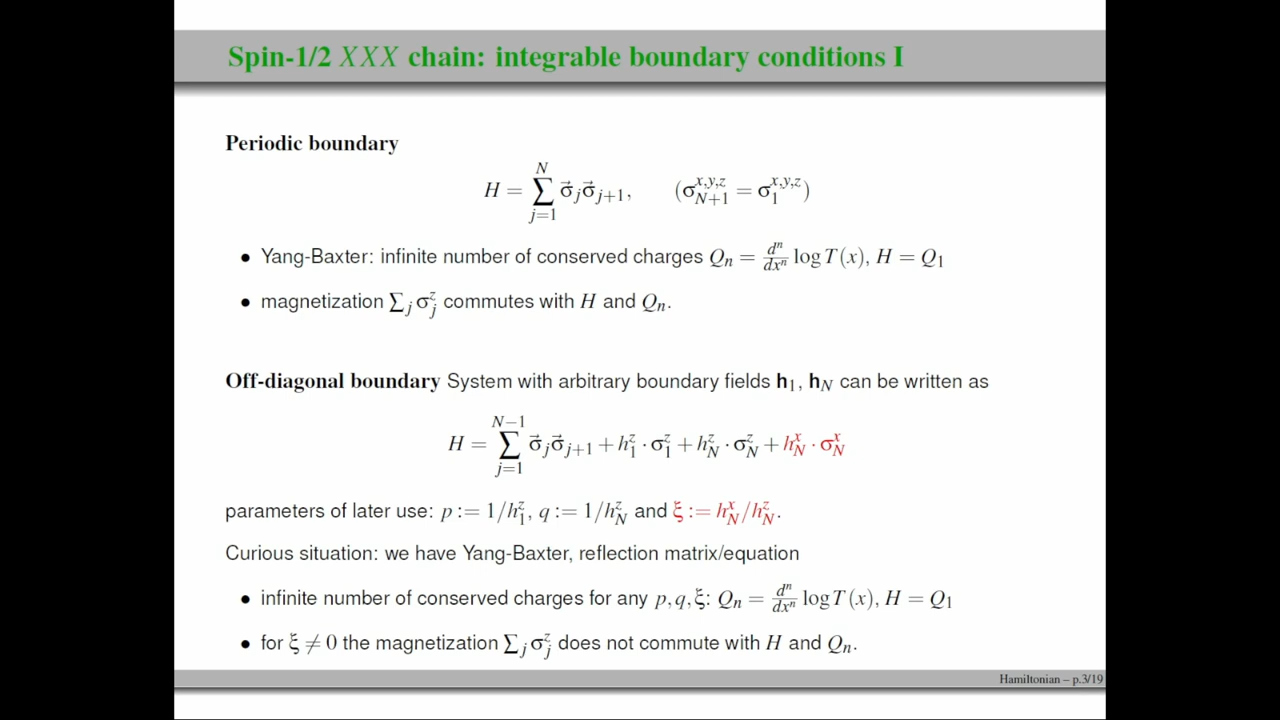 Spin-1/2 XXX chain: integrable boundary conditions I
Periodic boundary
H = ∑_{j=1}^{N} σ⃗_j σ⃗_{j+1}, (σ^{x,y,z}_{N+1} = σ^{x,y,z}_1)
• Yang-Baxter: infinite number of conserved charges Q_n = d^n/dx^n log T(x), H = Q_1
• magnetization ∑_j σ^z_j commutes with H and Q_n.
Off-diagonal boundary System with arbitrary boundary fields h_1, h_N can be written as
H = ∑_{j=1}^{N−1} σ⃗_j σ⃗_{j+1} + h^z_1 · σ^z_1 + h^z_N · σ^z_N + h^x_N · σ^x_N
parameters of later use: p := 1/h^z_1, q := 1/h^z_N and ξ := h^x_N/h^z_N.
Curious situation: we have Yang-Baxter, reflection matrix/equation
• infinite number of conserved charges for any p, q, ξ: Q_n = d^n/dx^n log T(x), H = Q_1
• for ξ ≠ 0 the magnetization ∑_j σ^z_j does not commute with H and Q_n.
Hamiltonian – p.3/19